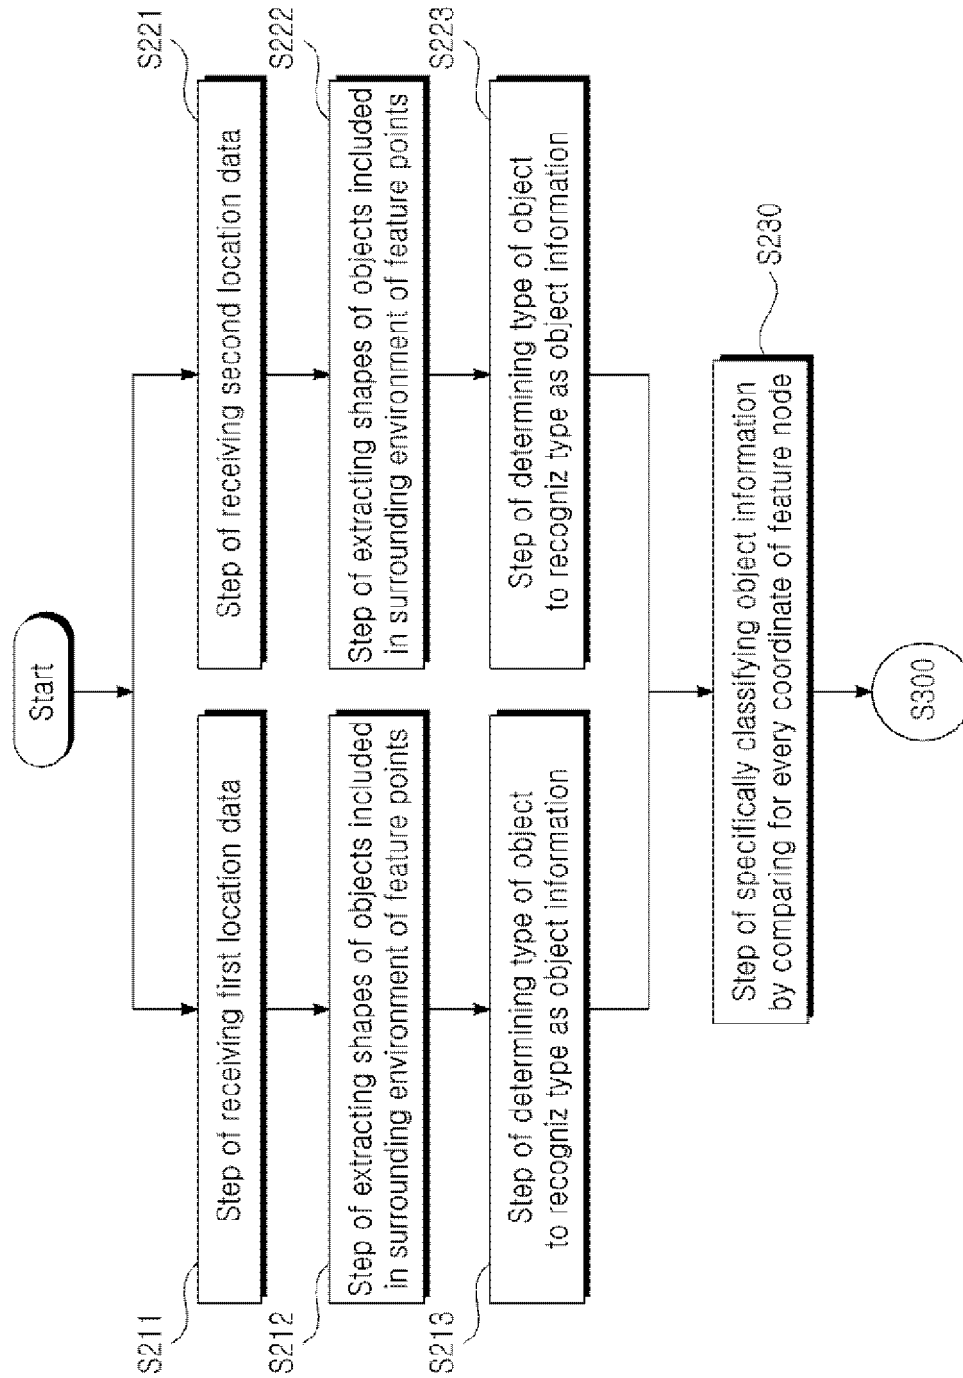 Start
S211
Step of receiving first location data
S221
Step of receiving second location data
S212
Step of extracting shapes of objects included
in surrounding environment of feature points
S222
Step of extracting shapes of objects included
in surrounding environment of feature points
S213
Step of determining type of object
to recogniz type as object information
S223
Step of determining type of object
to recogniz type as object information
S230
Step of specifically classifying object information
by comparing for every coordinate of feature node
S300